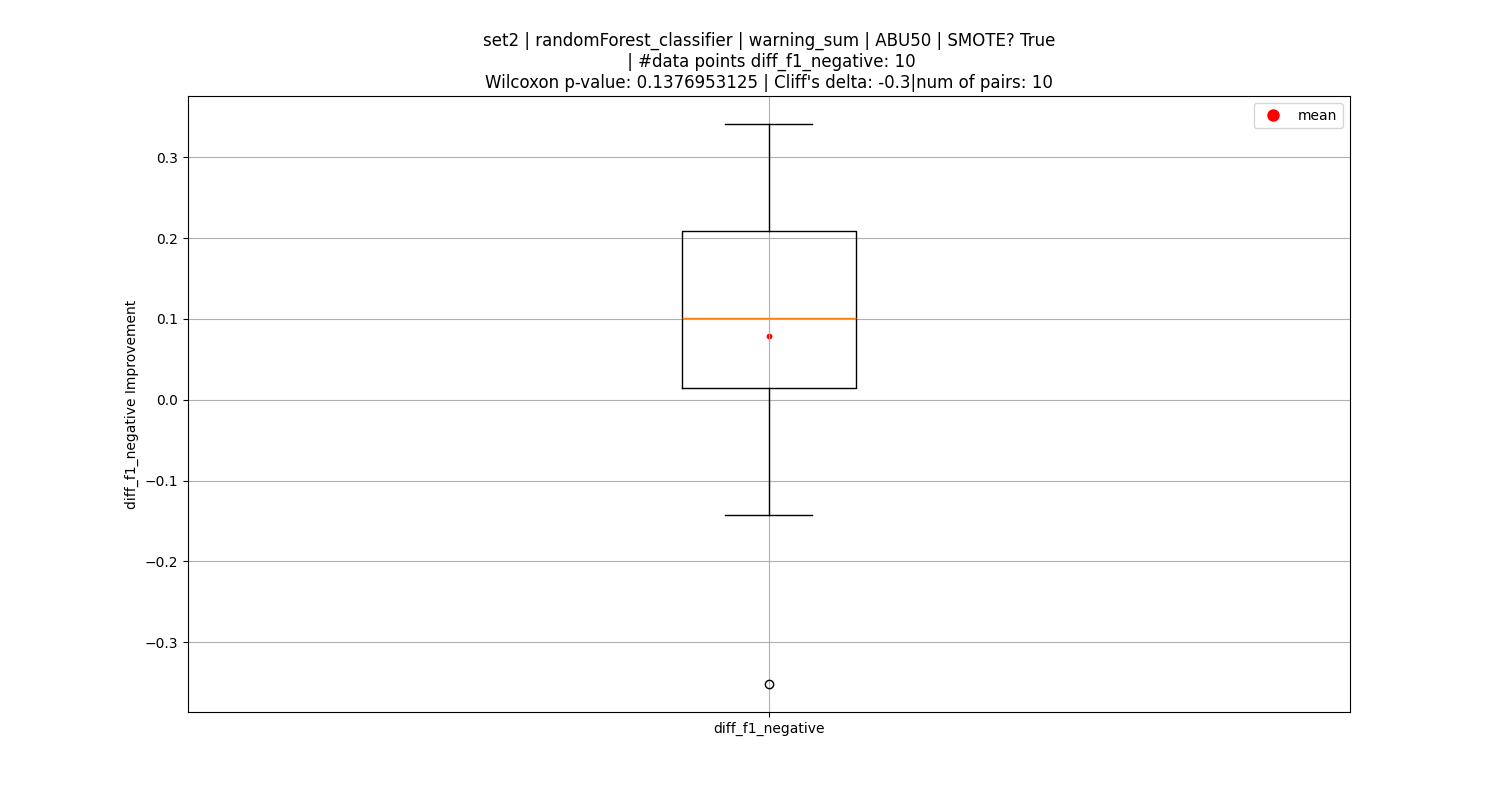 set2 | randomForest_classifier | warning_sum | ABU50 | SMOTE? True
| #data points diff_f1_negative: 10
Wilcoxon p-value: 0.1376953125 | Cliff's delta: -0.3|num of pairs: 10
mean
0.3
0.2
0.1
0.0
−0.1
−0.2
−0.3
diff_f1_negative Improvement
diff_f1_negative